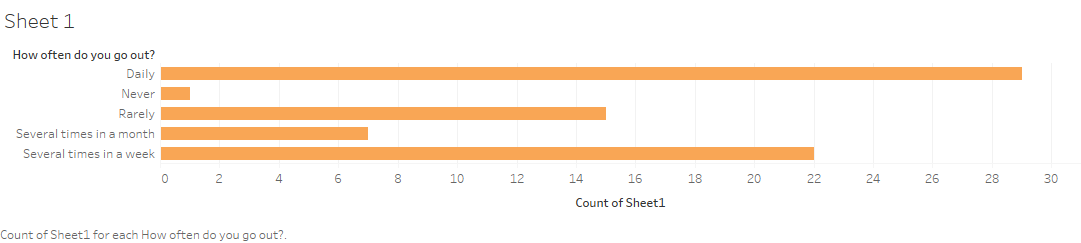 Sheet 1
How often do you go out?
Daily
Never
Rarely
Several times in a month
Several times in a week
0 2 4 6 8 10 12 14 16 18 20 22 24 26 28 30
Count of Sheet1
Count of Sheet1 for each How often do you go out?.